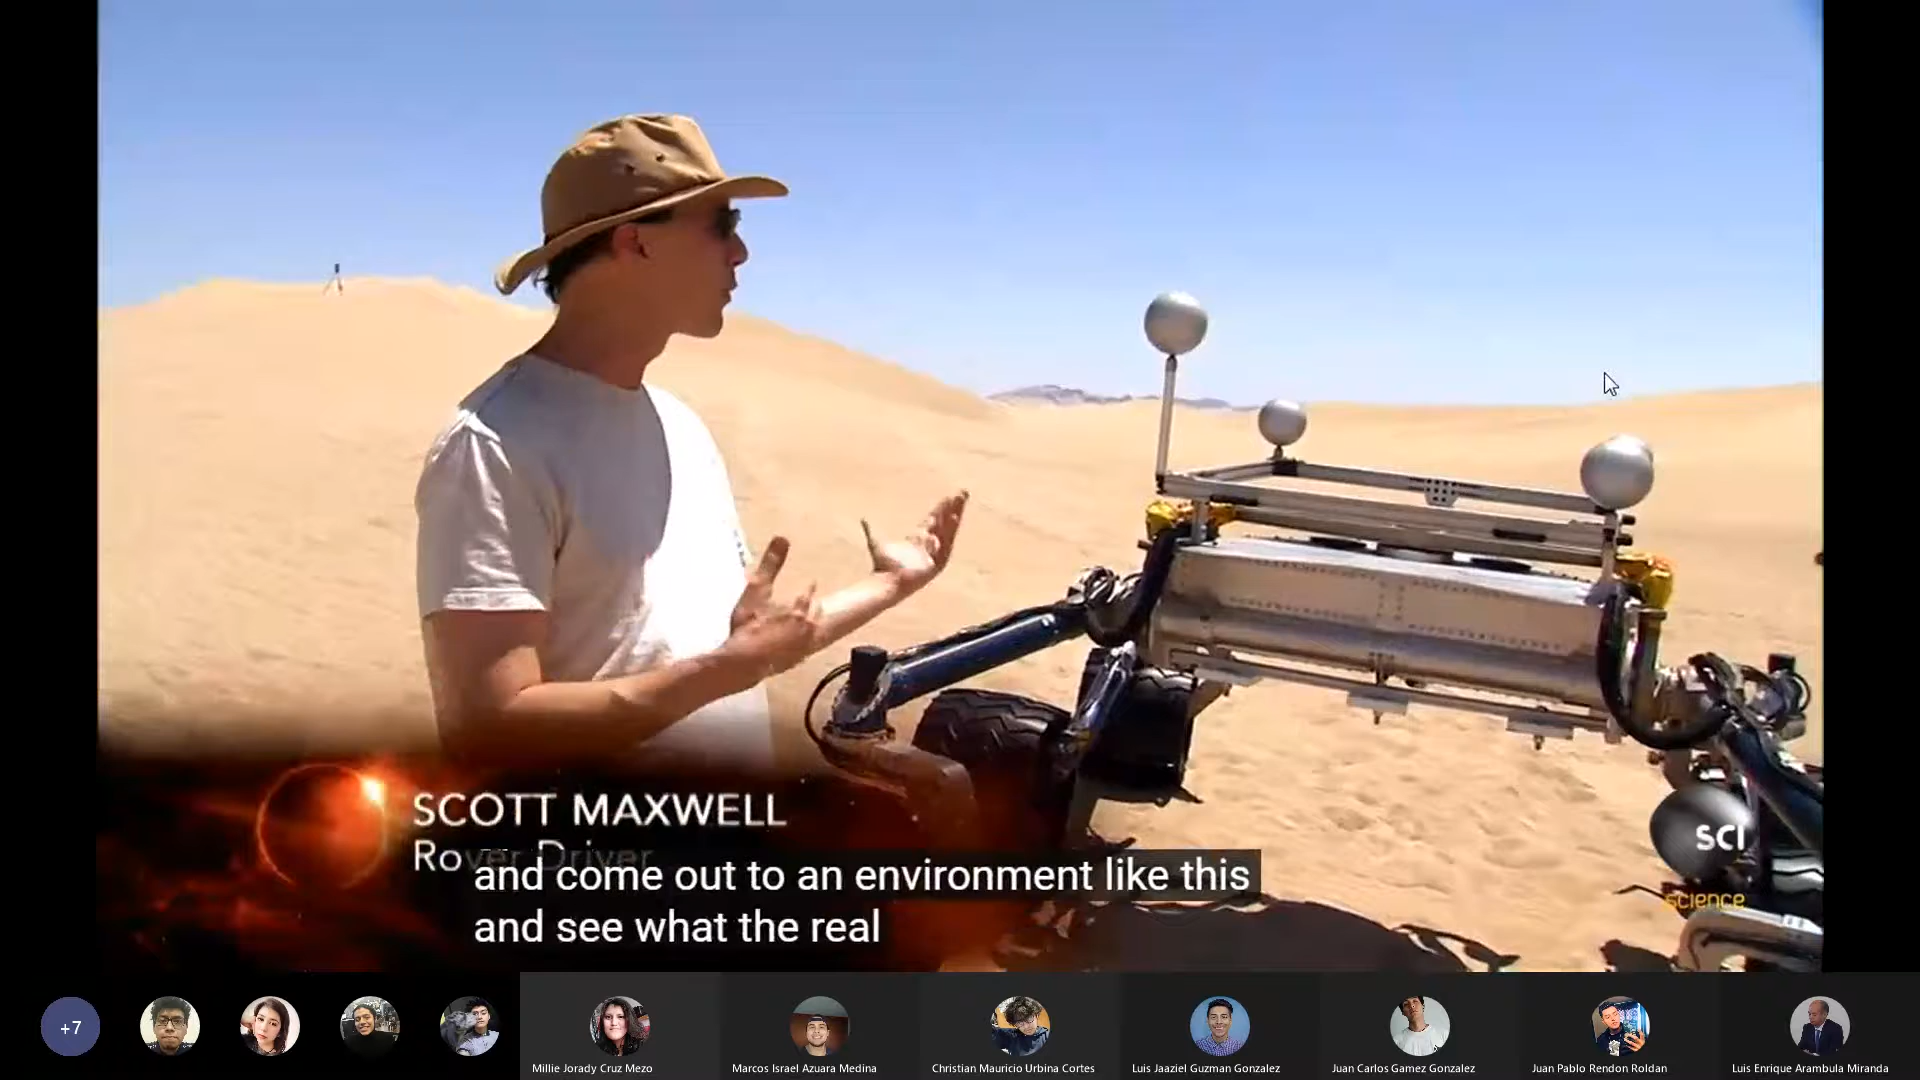 SCOTT MAXWELL
Rover Driver
and come out to an environment like this
and see what the real
SCI
science
+7
Millie Jorady Cruz Mezo
Marcos Israel Azuara Medina
Christian Mauricio Urbina Cortes
Luis Jaaziel Guzman Gonzalez
Juan Carlos Gamez Gonzalez
Juan Pablo Rendon Roldan
Luis Enrique Arambula Miranda